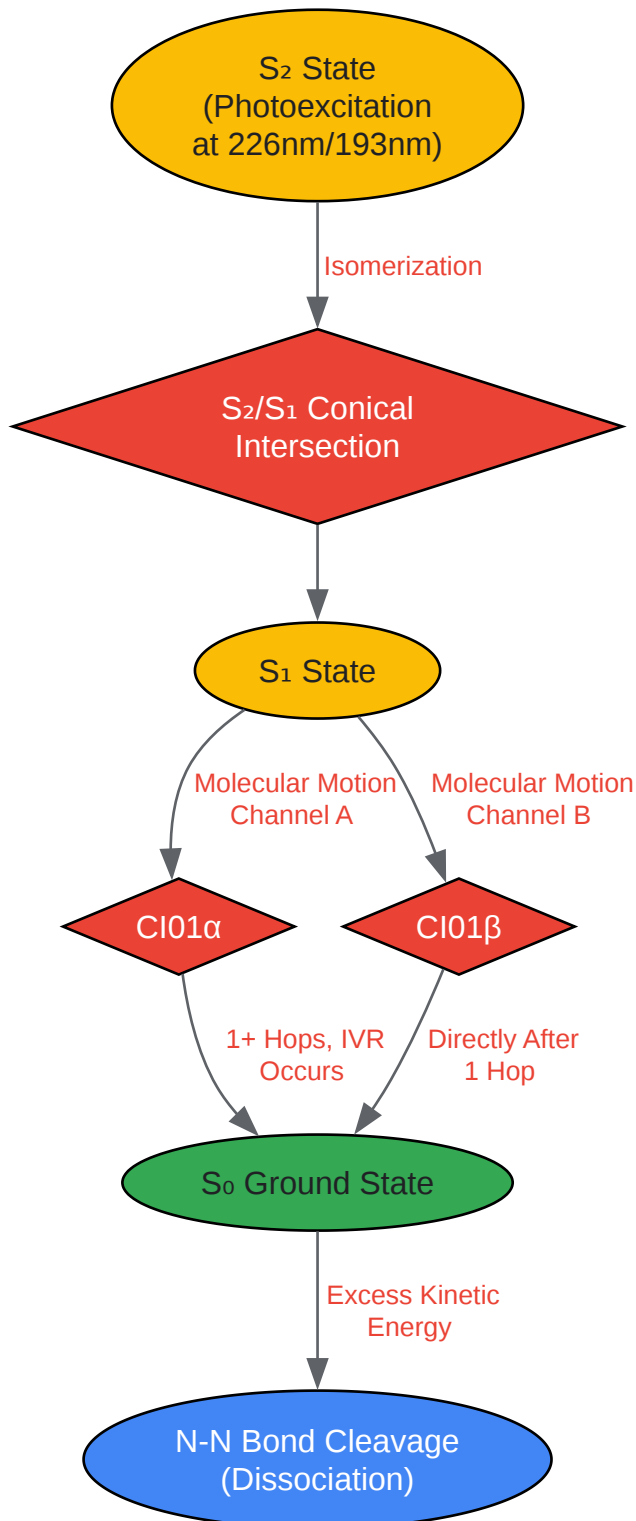 S₂ State
(Photoexcitation
at 226nm/193nm)
Isomerization
S₂/S₁ Conical
Intersection
S₁ State
Molecular Motion
Channel A
Molecular Motion
Channel B
CI01α
CI01β
1+ Hops, IVR
Occurs
Directly After
1 Hop
S₀ Ground State
Excess Kinetic
Energy
N-N Bond Cleavage
(Dissociation)